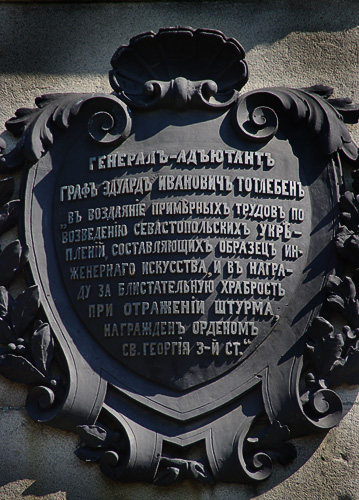 ГЕНЕРАЛЪ-АДЪЮТАНТЪ
ГРАФЪ ЭДУАРДЪ ИВАНОВИЧЪ ТОТЛЕБЕНЪ
"ВЪ ВОЗДАЯНІЕ ПРИМѢРНЫХЪ ТРУДОВЪ ПО
ВОЗВЕДЕНІЮ СЕВАСТОПОЛЬСКИХЪ УКРѢ-
ПЛЕНІЙ, СОСТАВЛЯЮЩИХЪ ОБРАЗЕЦЪ ИН-
ЖЕНЕРНАГО ИСКУССТВА, И ВЪ НАГРА-
ДУ ЗА БЛИСТАТЕЛЬНУЮ ХРАБРОСТЬ
ПРИ ОТРАЖЕНІИ ШТУРМА,
НАГРАЖДЕНЪ ОРДЕНОМЪ
СВ. ГЕОРГІЯ 3-Й СТ."